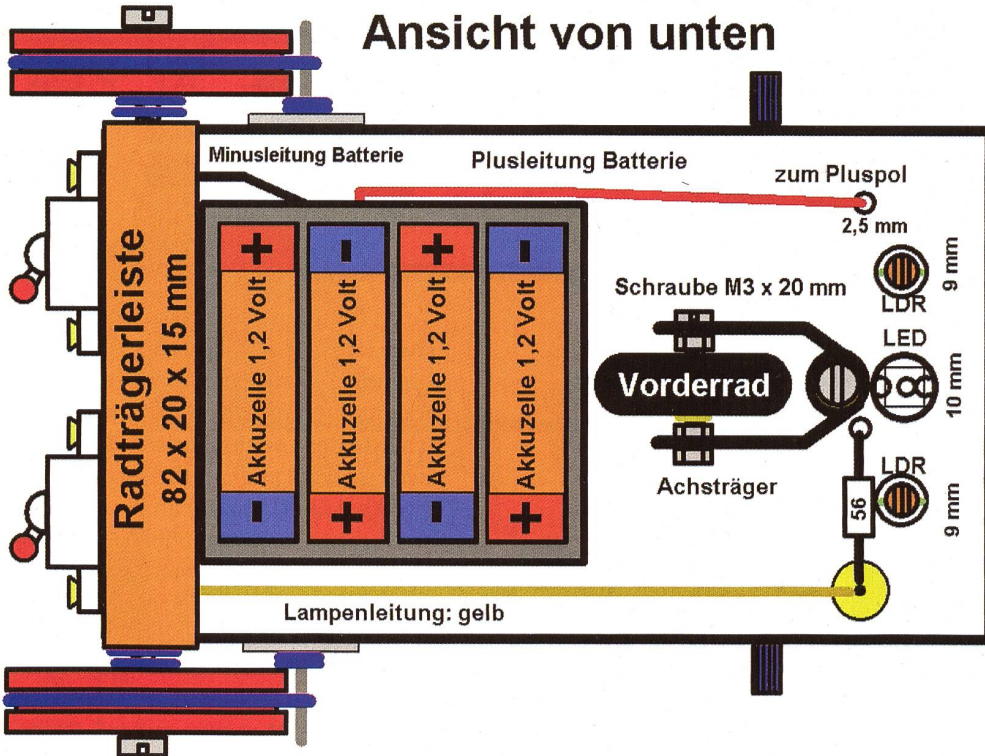 Ansicht von unten
Minusleitung Batterie
Plusleitung Batterie
zum Pluspol
2,5 mm
Radträgerleiste
82 x 20 x 15 mm
+
-
+
-
Akkuzelle 1,2 Volt
Akkuzelle 1,2 Volt
Akkuzelle 1,2 Volt
Akkuzelle 1,2 Volt
-
+
-
+
Schraube M3 x 20 mm
Vorderrad
Achsträger
9 mm
LDR
LED
10 mm
LDR
9 mm
56
Lampenleitung: gelb